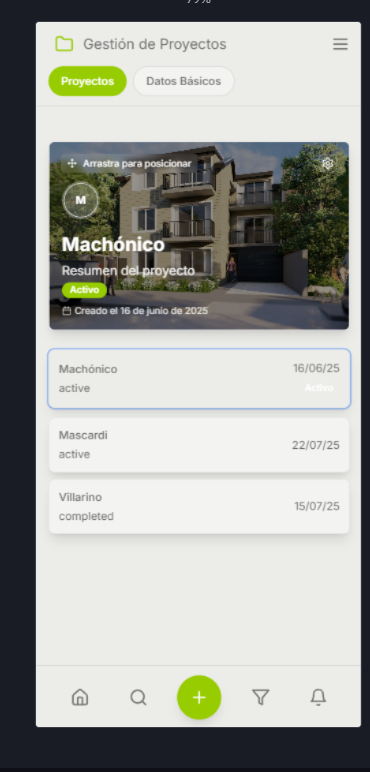 Gestión de Proyectos
Proyectos
Datos Básicos
Arrastra para posicionar
M
Machónico
Resumen del proyecto
Activo
Creado el 16 de junio de 2025
Machónico
16/06/25
active
Activo
Mascardi
22/07/25
active
Villarino
15/07/25
completed